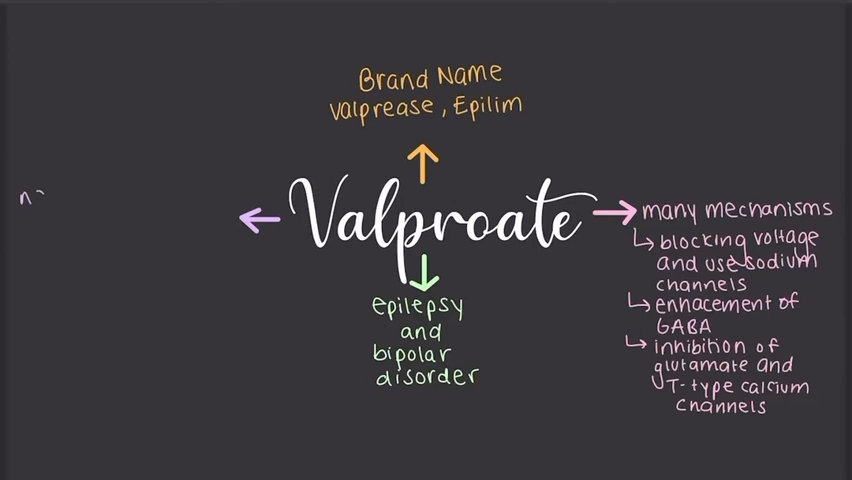 Brand Name
Valprease, Epilim
Valproate
many mechanisms
blocking voltage
and use sodium
channels
enhacement of
GABA
inhibition of
glutamate and
T-type calcium
channels
epilepsy
and
bipolar
disorder